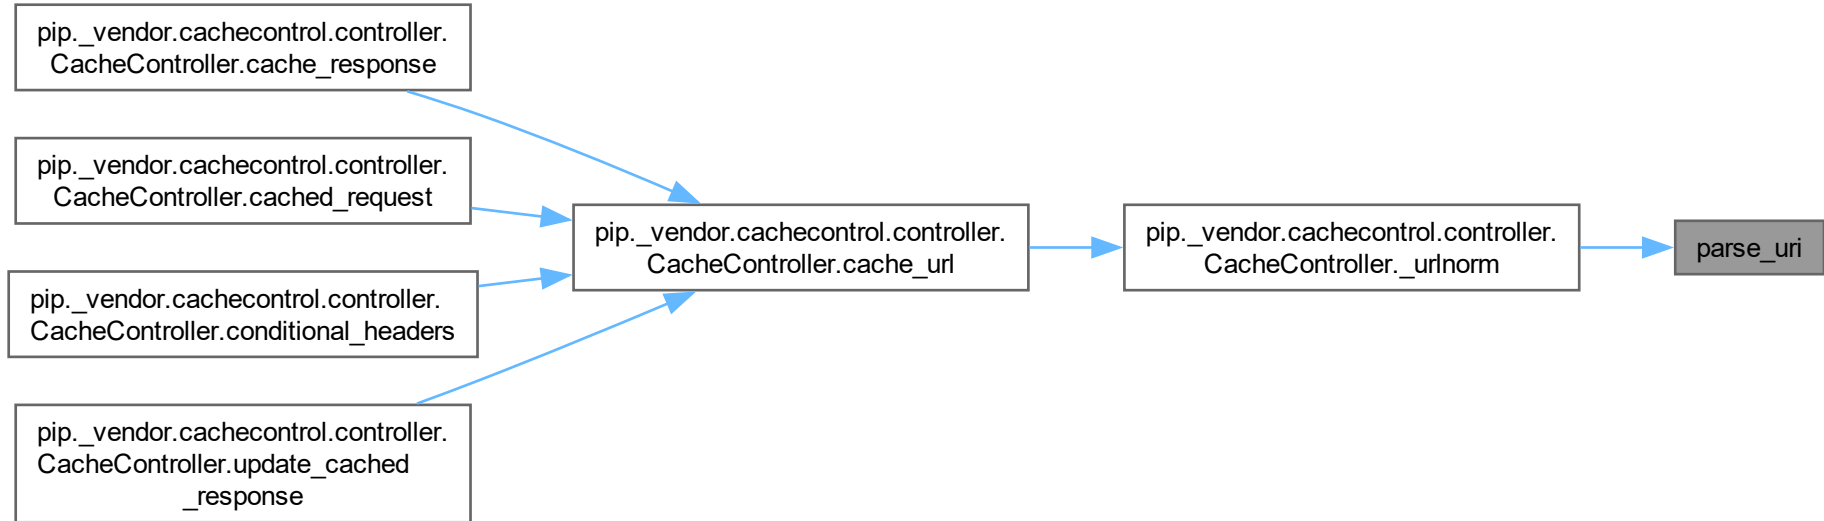 pip._vendor.cachecontrol.controller.
CacheController.cache_response
pip._vendor.cachecontrol.controller.
CacheController.cached_request
pip._vendor.cachecontrol.controller.
CacheController.conditional_headers
pip._vendor.cachecontrol.controller.
CacheController.update_cached
_response
pip._vendor.cachecontrol.controller.
CacheController.cache_url
pip._vendor.cachecontrol.controller.
CacheController._urlnorm
parse_uri